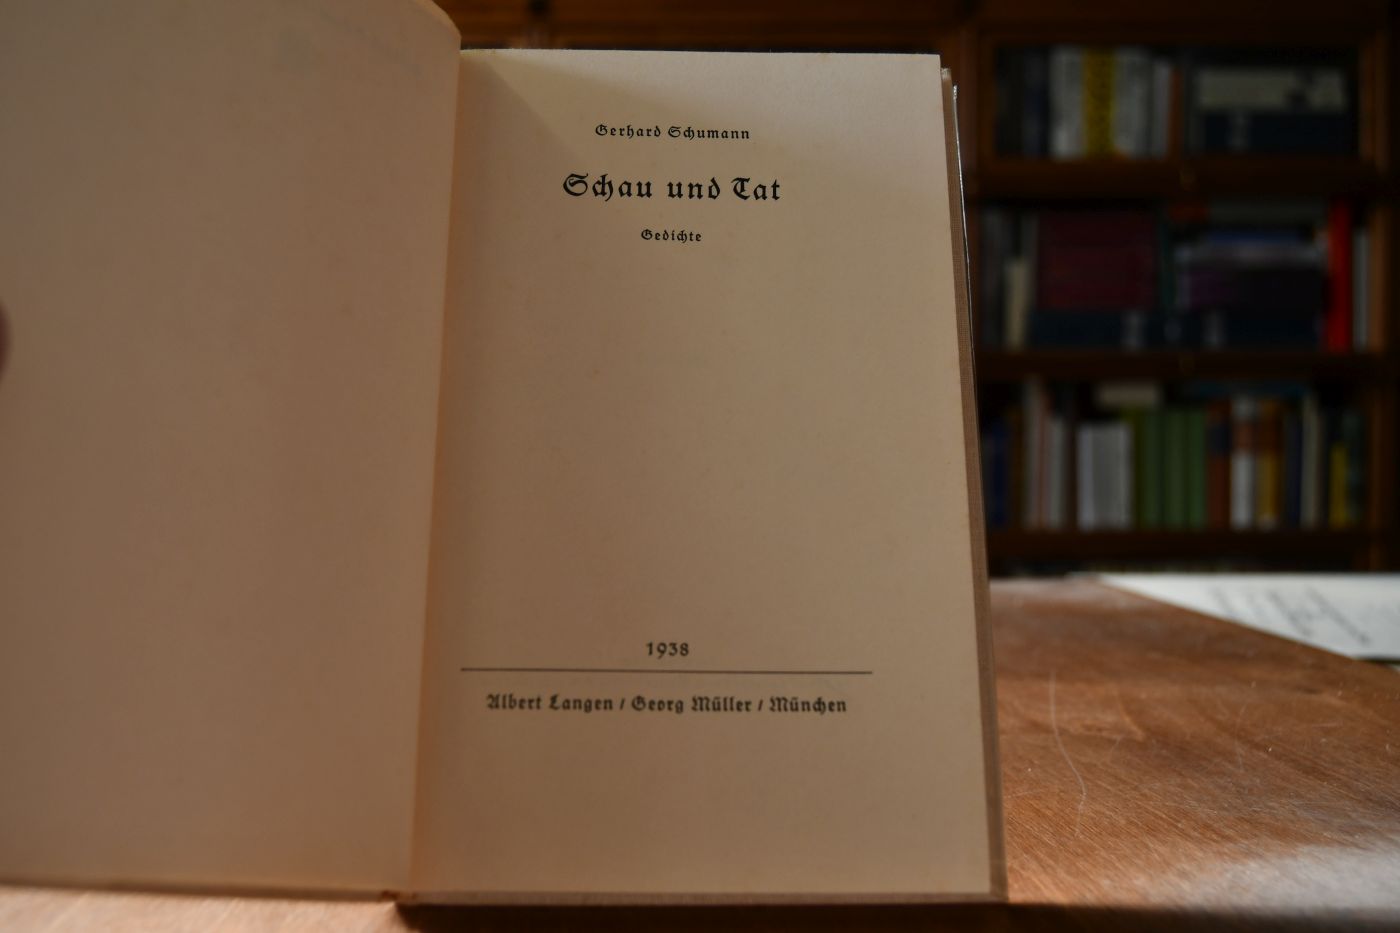 Gerhard Schumann
Schau und Tat
Gedichte
1938
Albert Langen / Georg Müller / München